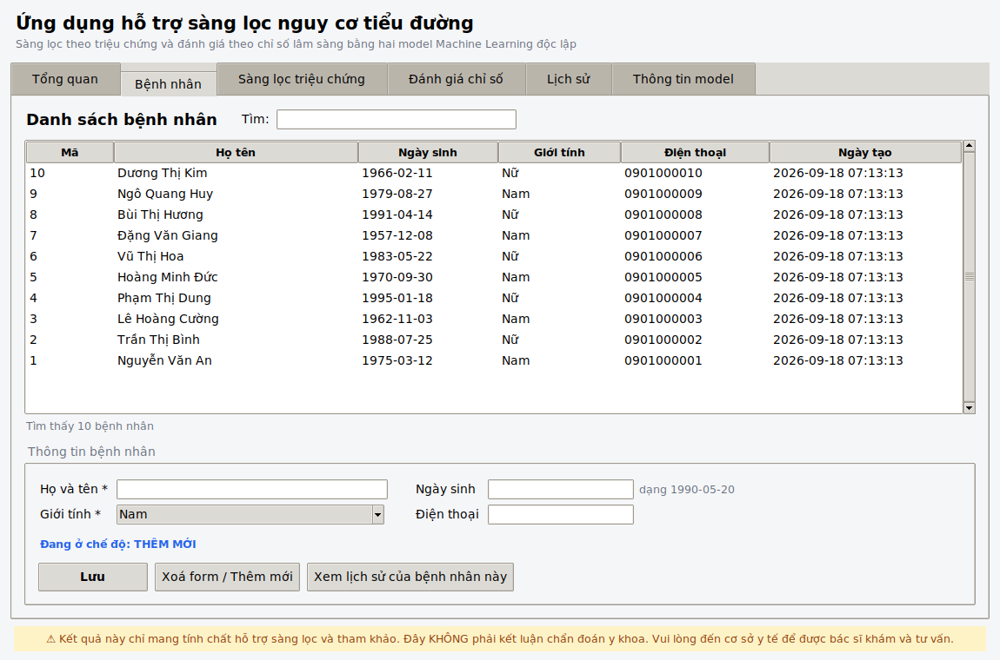 Ứng dụng hỗ trợ sàng lọc nguy cơ tiểu đường
Sàng lọc theo triệu chứng và đánh giá theo chỉ số lâm sàng bằng hai model Machine Learning độc lập
Tổng quan Bệnh nhân Sàng lọc triệu chứng Đánh giá chỉ số Lịch sử Thông tin model
Danh sách bệnh nhân Tìm:
Mã Họ tên Ngày sinh Giới tính Điện thoại Ngày tạo
10 Dương Thị Kim 1966-02-11 Nữ 0901000010 2026-09-18 07:13:13
9 Ngô Quang Huy 1979-08-27 Nam 0901000009 2026-09-18 07:13:13
8 Bùi Thị Hương 1991-04-14 Nữ 0901000008 2026-09-18 07:13:13
7 Đặng Văn Giang 1957-12-08 Nam 0901000007 2026-09-18 07:13:13
6 Vũ Thị Hoa 1983-05-22 Nữ 0901000006 2026-09-18 07:13:13
5 Hoàng Minh Đức 1970-09-30 Nam 0901000005 2026-09-18 07:13:13
4 Phạm Thị Dung 1995-01-18 Nữ 0901000004 2026-09-18 07:13:13
3 Lê Hoàng Cường 1962-11-03 Nam 0901000003 2026-09-18 07:13:13
2 Trần Thị Bình 1988-07-25 Nữ 0901000002 2026-09-18 07:13:13
1 Nguyễn Văn An 1975-03-12 Nam 0901000001 2026-09-18 07:13:13
Tìm thấy 10 bệnh nhân
Thông tin bệnh nhân
Họ và tên * Ngày sinh dạng 1990-05-20
Giới tính * Nam Điện thoại
Đang ở chế độ: THÊM MỚI
Lưu Xoá form / Thêm mới Xem lịch sử của bệnh nhân này
⚠ Kết quả này chỉ mang tính chất hỗ trợ sàng lọc và tham khảo. Đây KHÔNG phải kết luận chẩn đoán y khoa. Vui lòng đến cơ sở y tế để được bác sĩ khám và tư vấn.